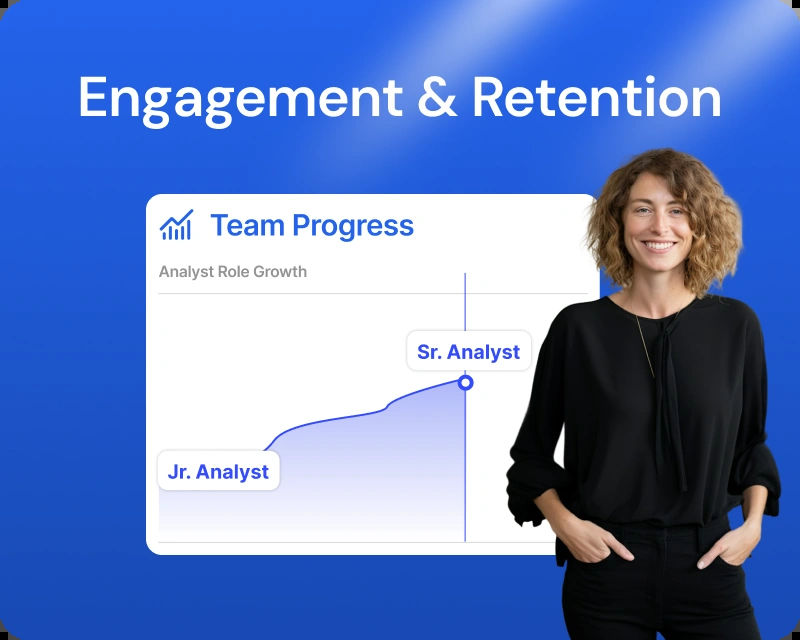 Engagement & Retention
Team Progress
Analyst Role Growth
Sr. Analyst
Jr. Analyst